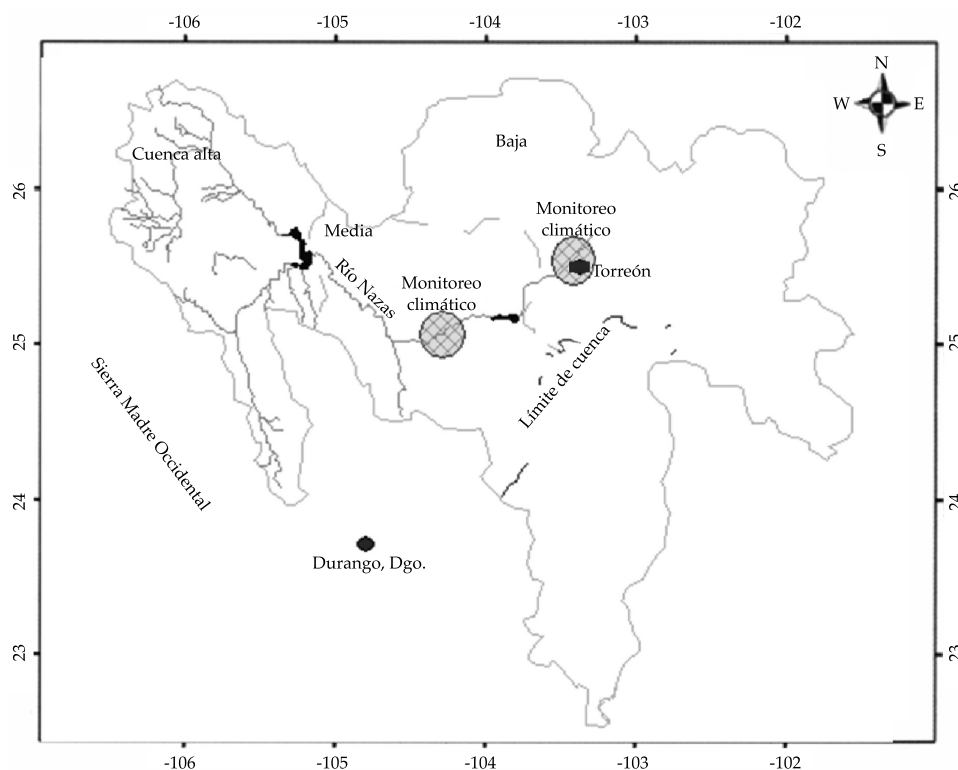 -106
-105
-104
-103
-102
N
W
E
S
26
26
Cuenca alta
Baja
Media
Monitoreo
climático
Torreón
Río Nazas
Monitoreo
climático
25
25
Límite de cuenca
Sierra Madre Occidental
24
24
Durango, Dgo.
23
23
-106
-105
-104
-103
-102